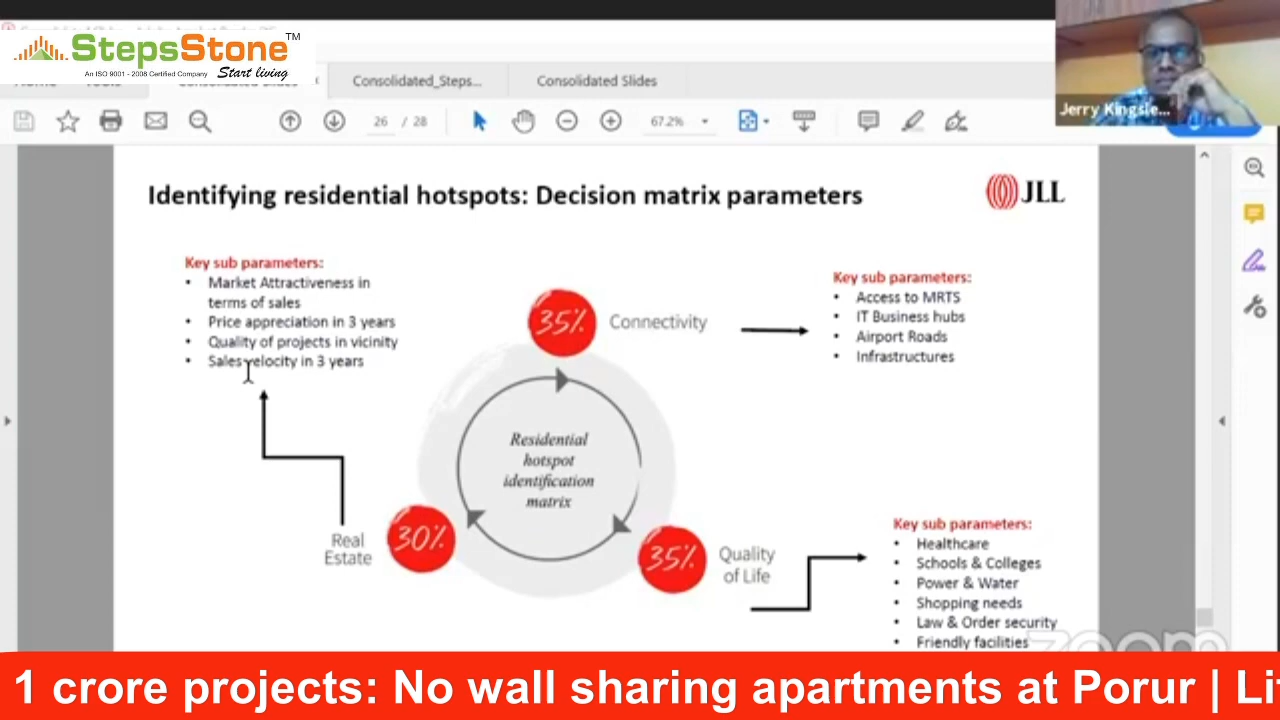 StepsStone TM
An ISO 9001 - 2008 Certified Company Start living
Consolidated_Steps...
Consolidated Slides
26 / 28
67.2%
Jerry Kingsle...
Identifying residential hotspots: Decision matrix parameters
JLL
Key sub parameters:
• Market Attractiveness in
terms of sales
• Price appreciation in 3 years
• Quality of projects in vicinity
• Sales velocity in 3 years
35%
Connectivity
Key sub parameters:
• Access to MRTS
• IT Business hubs
• Airport Roads
• Infrastructures
Residential
hotspot
identification
matrix
Real
Estate
30%
35%
Quality
of Life
Key sub parameters:
• Healthcare
• Schools & Colleges
• Power & Water
• Shopping needs
• Law & Order security
• Friendly facilities
zoom
1 crore projects: No wall sharing apartments at Porur | Li